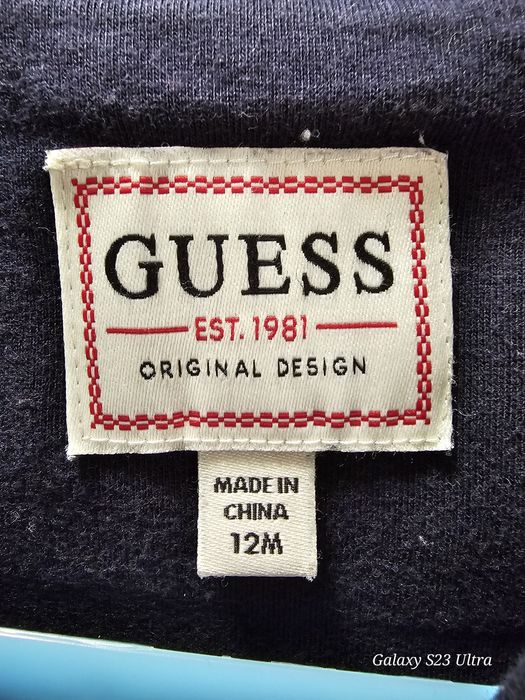 GUESS
EST. 1981
ORIGINAL DESIGN
MADE IN
CHINA
12M
Galaxy S23 Ultra